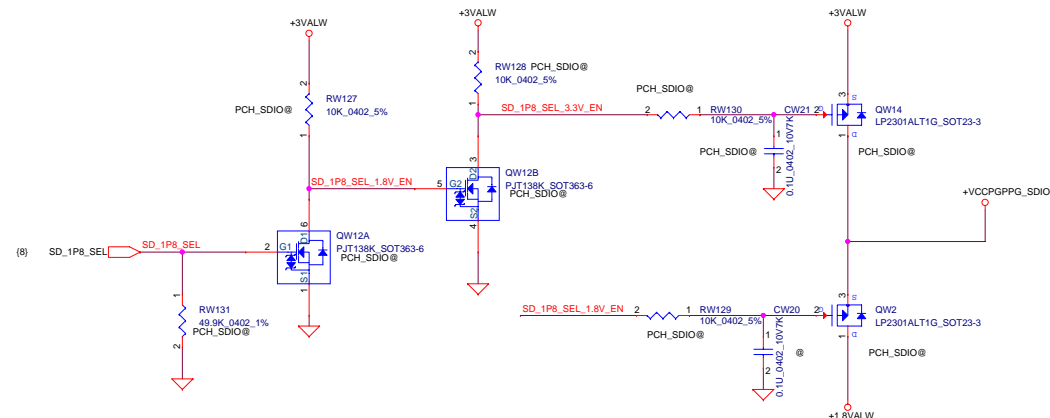 +3VALW
+3VALW
+3VALW
2
RW127
10K_0402_5%
PCH_SDIO@
1
2
RW128 PCH_SDIO@
10K_0402_5%
1
SD_1P8_SEL_3.3V_EN
PCH_SDIO@
2
1
RW130
10K_0402_5%
CW21
PCH_SDIO@
1
2
0.1U_0402_10V7K
2
G
3
S
QW14
LP2301ALT1G_SOT23-3
1
D
PCH_SDIO@
+VCCPGPPG_SDIO
SD_1P8_SEL_1.8V_EN
5
G2
3
D2
QW12B
PJT138K_SOT363-6
PCH_SDIO@
S2
4
{8}
SD_1P8_SEL
SD_1P8_SEL
2
G1
6
D1
QW12A
PJT138K_SOT363-6
PCH_SDIO@
S1
1
1
RW131
49.9K_0402_1%
PCH_SDIO@
2
SD_1P8_SEL_1.8V_EN
2
1
RW129
10K_0402_5%
PCH_SDIO@
CW20
1
2
@
0.1U_0402_10V7K
2
G
3
S
QW2
LP2301ALT1G_SOT23-3
1
D
PCH_SDIO@
+1.8VALW